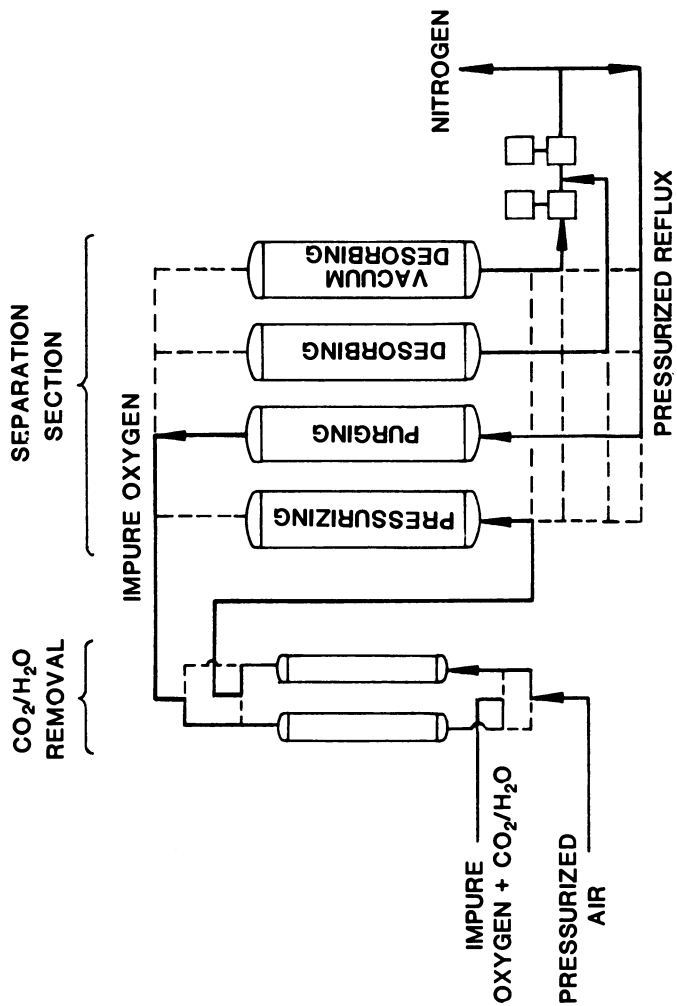 CO₂/H₂O
REMOVAL
SEPARATION
SECTION
IMPURE OXYGEN
PRESSURIZING
PURGING
DESORBING
VACUUM
DESORBING
NITROGEN
PRESSURIZED REFLUX
IMPURE
OXYGEN + CO₂/H₂O
PRESSURIZED
AIR